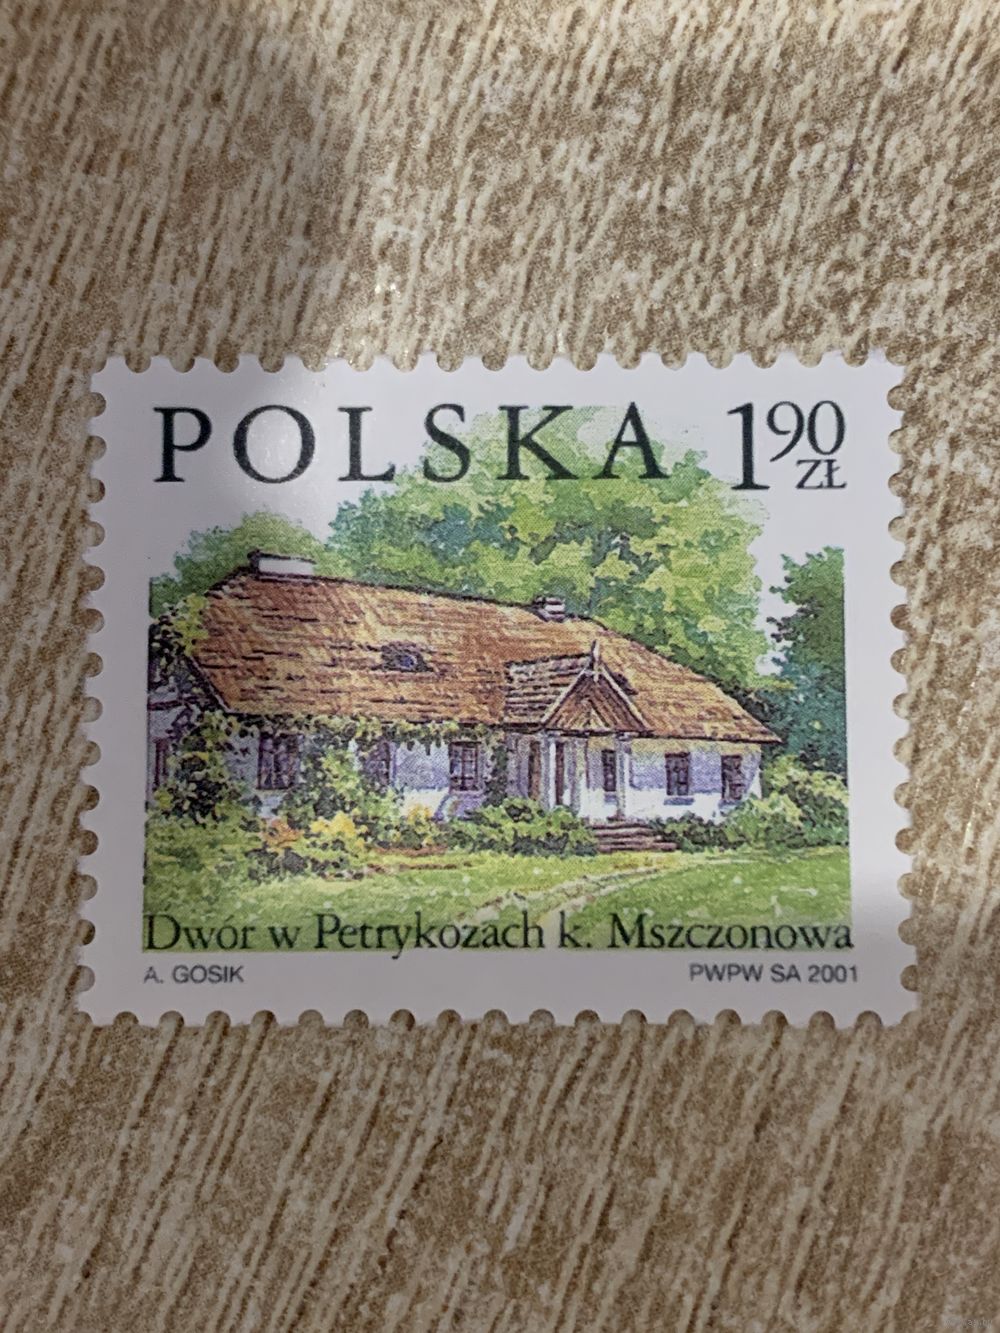 POLSKA 1 90 ZŁ
Dwór w Petrykozach k. Mszczonowa
A. GOSIK PWPW SA 2001